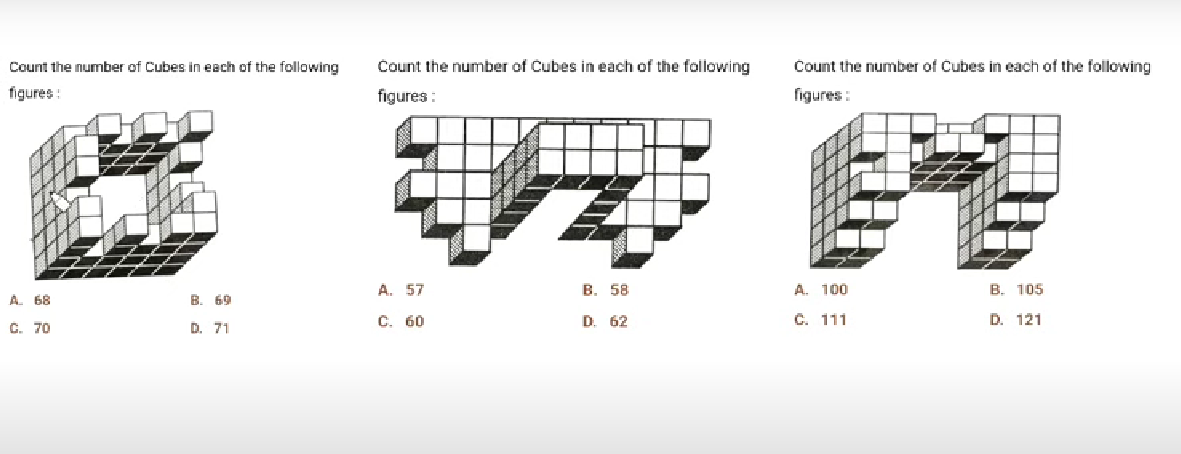 Count the number of Cubes in each of the following
figures :
A. 68 B. 69
C. 70 D. 71
Count the number of Cubes in each of the following
figures :
A. 57 B. 58
C. 60 D. 62
Count the number of Cubes in each of the following
figures :
A. 100 B. 105
C. 111 D. 121